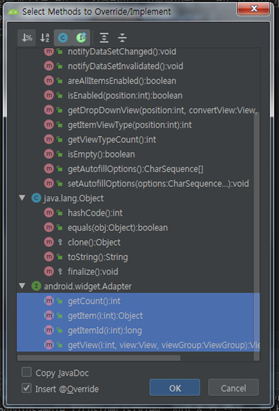 Select Methods to Override/Implement
notifyDataSetChanged():void
notifyDataSetInvalidated():void
areAllItemsEnabled():boolean
isEnabled(position:int):boolean
getDropDownView(position:int, convertView:View,
getItemViewType(position:int):int
getViewTypeCount():int
isEmpty():boolean
getAutofillOptions():CharSequence[]
setAutofillOptions(options:CharSequence...):void
java.lang.Object
hashCode():int
equals(obj:Object):boolean
clone():Object
toString():String
finalize():void
android.widget.Adapter
getCount():int
getItem(i:int):Object
getItemId(i:int):long
getView(i:int, view:View, viewGroup:ViewGroup):Vie
Copy JavaDoc
Insert @Override
OK
Cancel